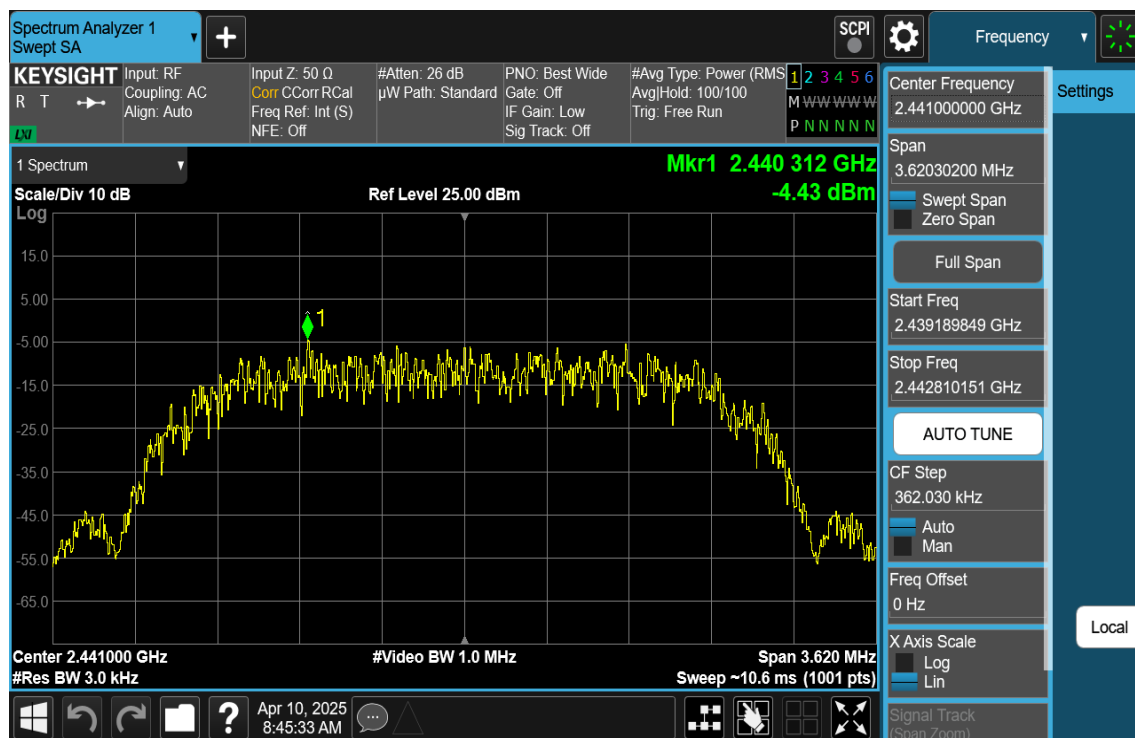 Spectrum Analyzer 1
Swept SA
SCPI
Frequency
KEYSIGHT
R T
LXI
Input: RF
Coupling: AC
Align: Auto
Input Z: 50 Ω
Corr CCorr RCal
Freq Ref: Int (S)
NFE: Off
#Atten: 26 dB
µW Path: Standard
PNO: Best Wide
Gate: Off
IF Gain: Low
Sig Track: Off
#Avg Type: Power (RMS
Avg|Hold: 100/100
Trig: Free Run
1 2 3 4 5 6
M W W W W W
P N N N N N
1 Spectrum
Mkr1 2.440 312 GHz
-4.43 dBm
Scale/Div 10 dB
Ref Level 25.00 dBm
Log
15.0
5.00
-5.00
-15.0
-25.0
-35.0
-45.0
-55.0
-65.0
1
Center 2.441000 GHz
#Video BW 1.0 MHz
Span 3.620 MHz
#Res BW 3.0 kHz
Sweep ~10.6 ms (1001 pts)
?
Apr 10, 2025
8:45:33 AM
Center Frequency
2.441000000 GHz
Settings
Span
3.62030200 MHz
Swept Span
Zero Span
Full Span
Start Freq
2.439189849 GHz
Stop Freq
2.442810151 GHz
AUTO TUNE
CF Step
362.030 kHz
Auto
Man
Freq Offset
0 Hz
Local
X Axis Scale
Log
Lin
Signal Track
(Span Zoom)